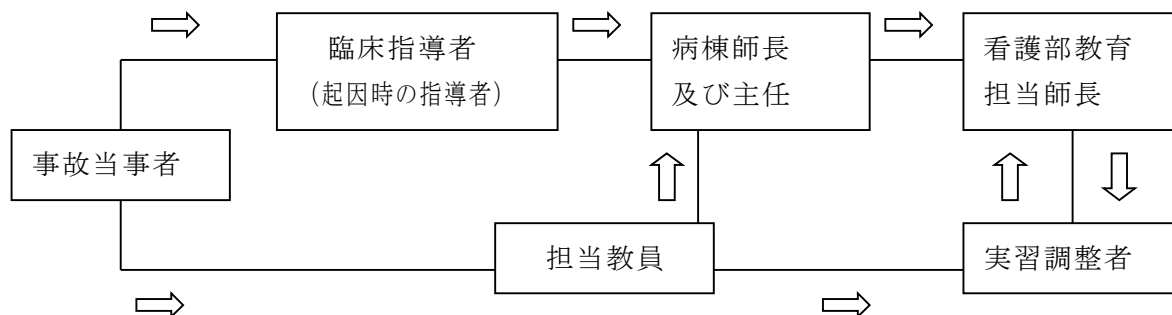 臨床指導者
（起因時の指導者）
病棟師長
及び主任
看護部教育
担当師長
事故当事者
担当教員
実習調整者